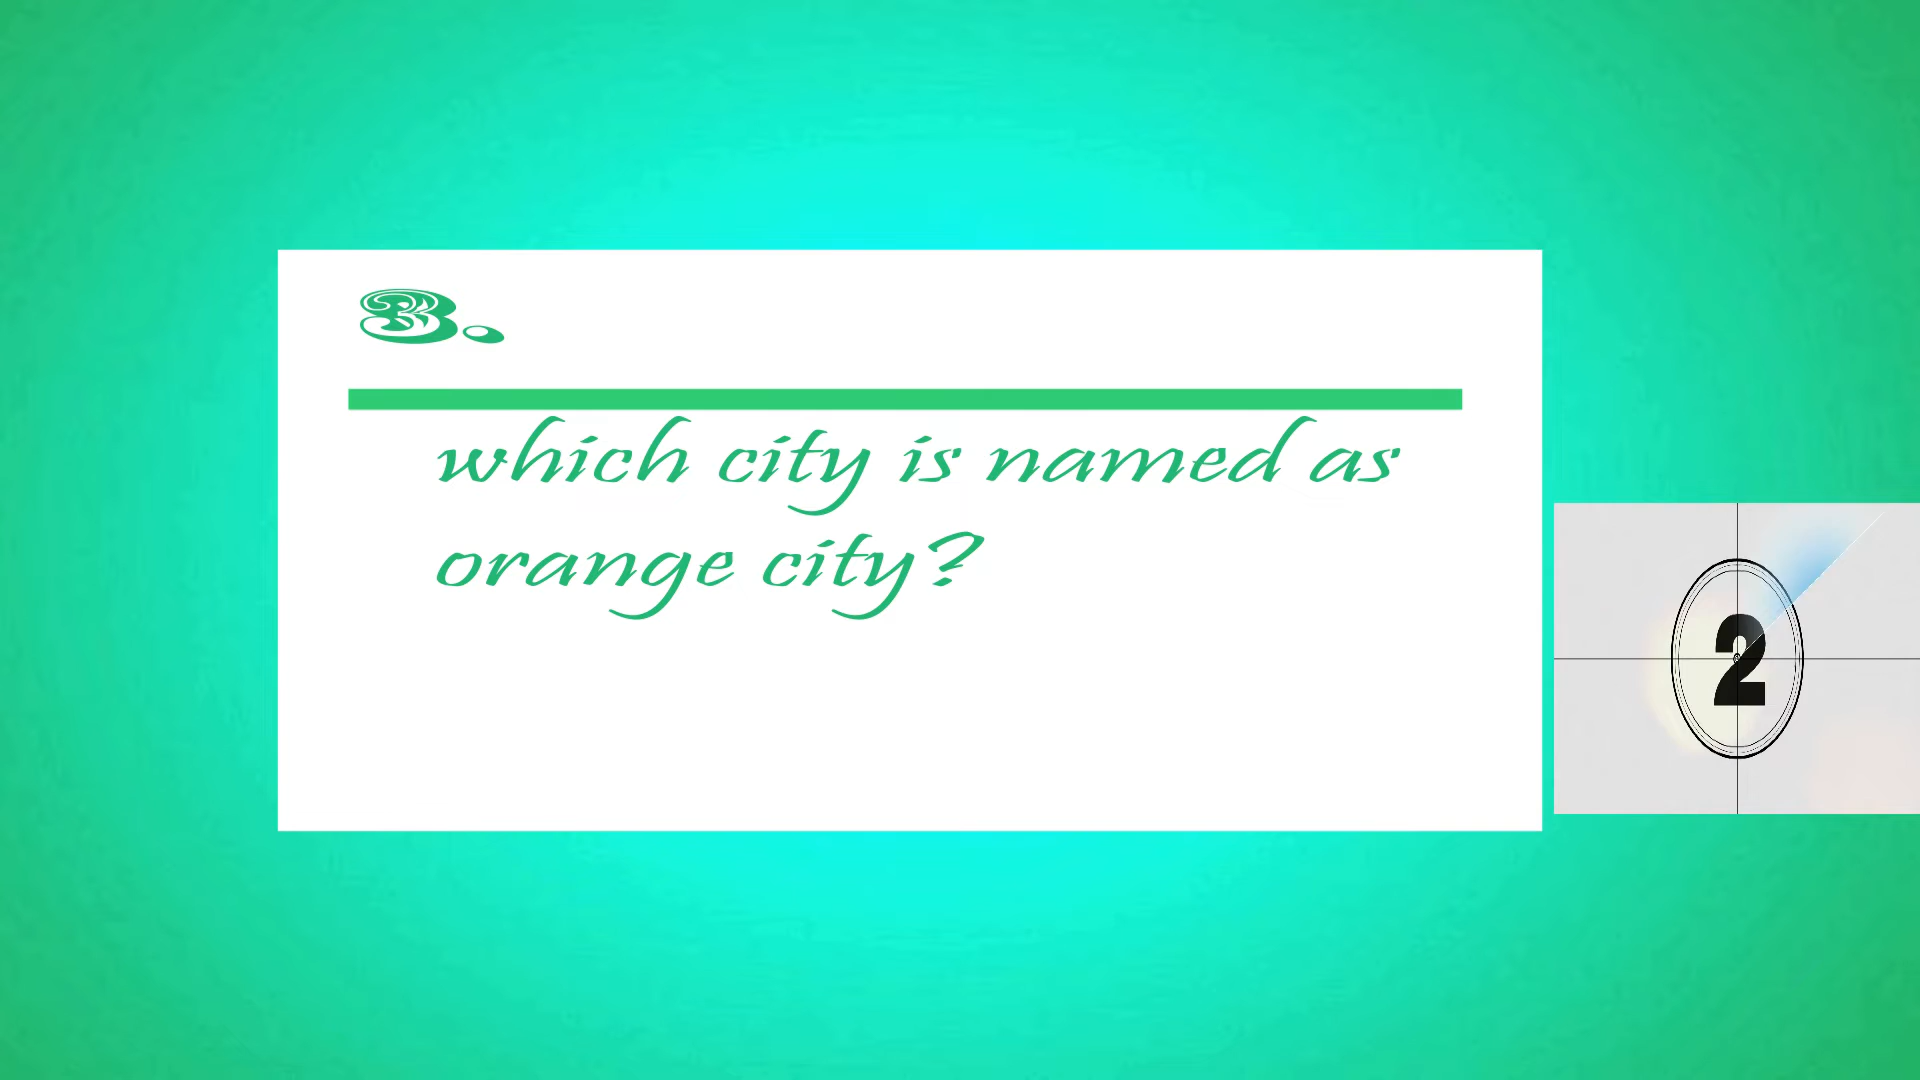 3.
which city is named as
orange city?
2